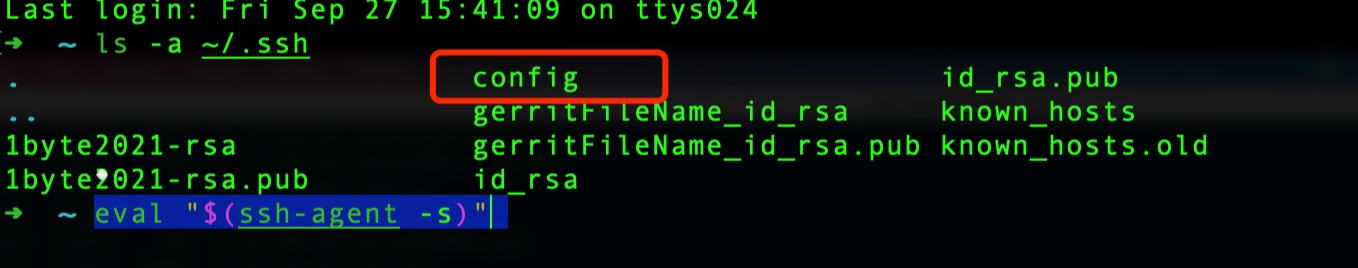 Last login: Fri Sep 27 15:41:09 on ttys024
→ ~ ls -a ~/.ssh
. config id_rsa.pub
.. gerritFileName_id_rsa known_hosts
1byte2021-rsa gerritFileName_id_rsa.pub known_hosts.old
1byte2021-rsa.pub id_rsa
→ ~ eval "$(ssh-agent -s)"